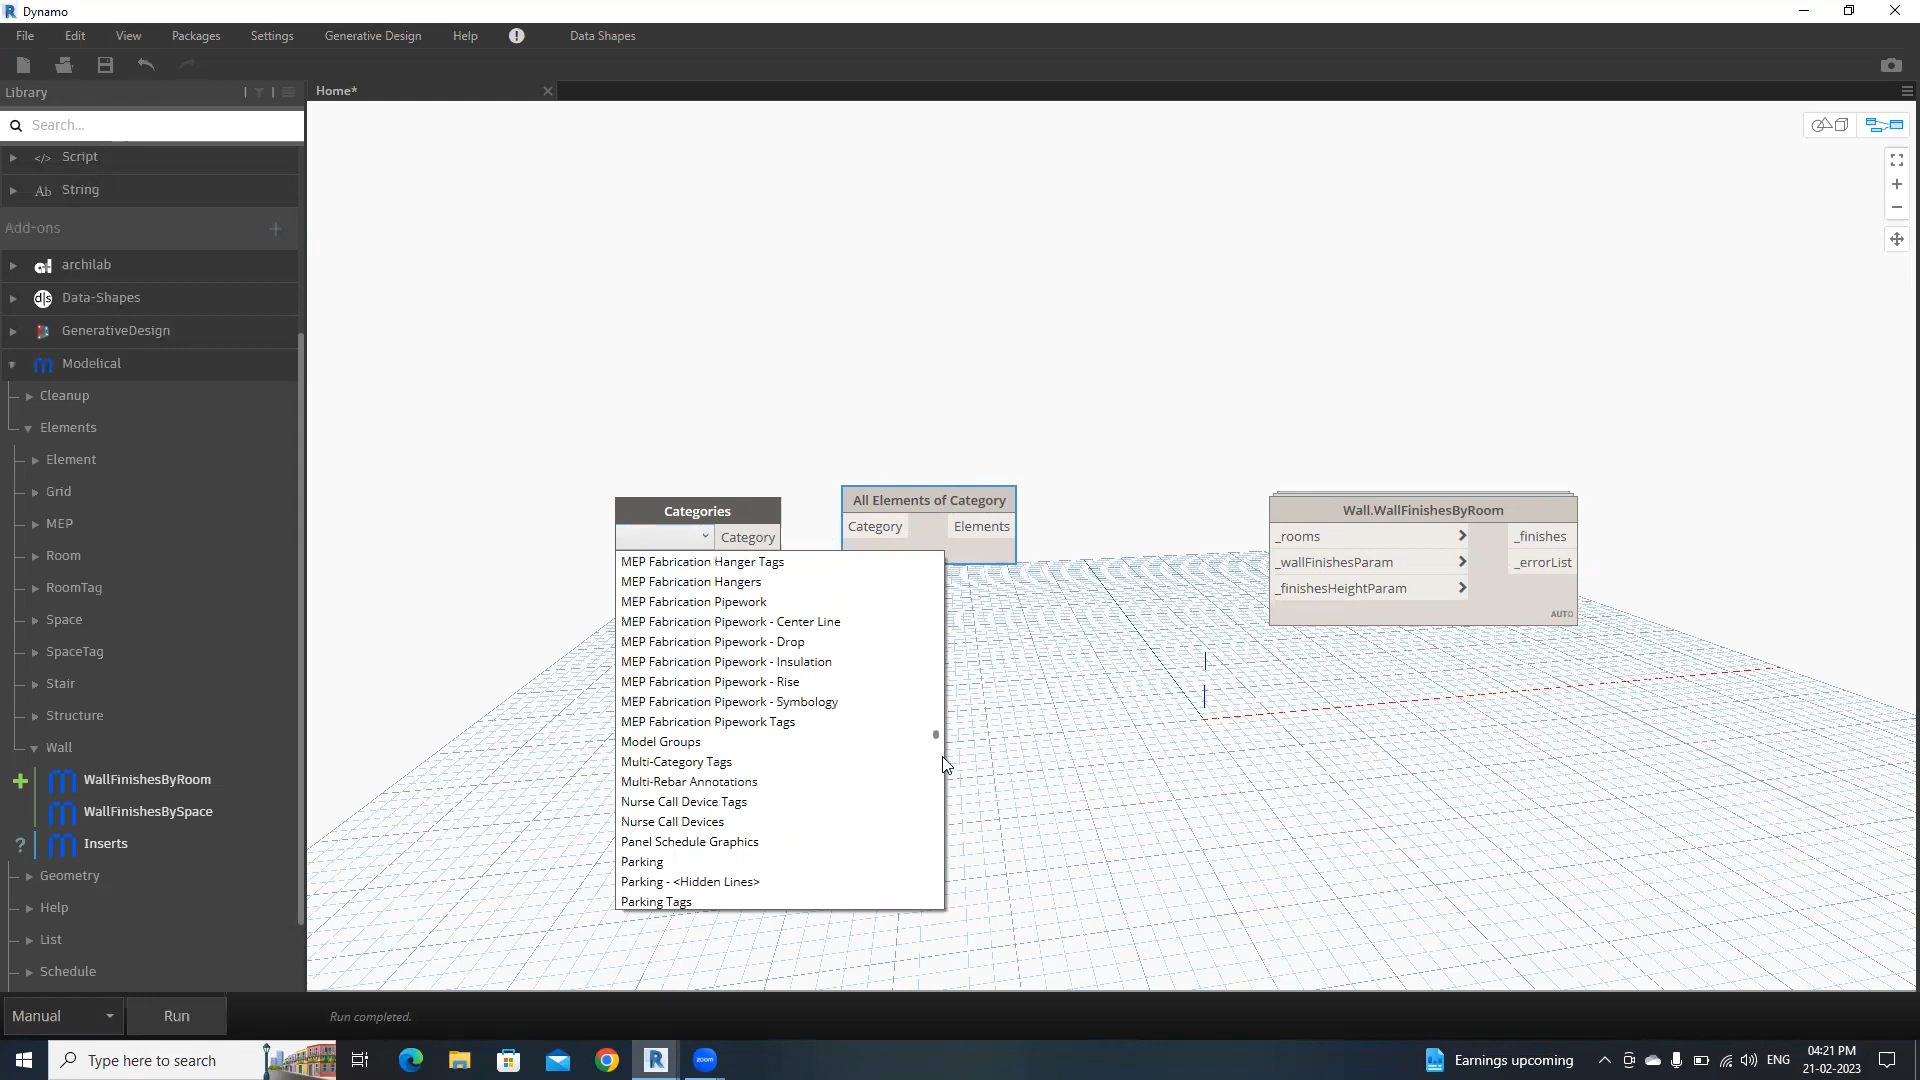 Dynamo
File Edit View Packages Settings Generative Design Help Data Shapes
Library
Home*
Search...
Script
String
Add-ons
archilab
Data-Shapes
GenerativeDesign
Modelical
Cleanup
Elements
Element
Grid
MEP
Room
RoomTag
Space
SpaceTag
Stair
Structure
Wall
WallFinishesByRoom
WallFinishesBySpace
Inserts
Geometry
Help
List
Schedule
Categories
Category
All Elements of Category
Category Elements
MEP Fabrication Hanger Tags
MEP Fabrication Hangers
MEP Fabrication Pipework
MEP Fabrication Pipework - Center Line
MEP Fabrication Pipework - Drop
MEP Fabrication Pipework - Insulation
MEP Fabrication Pipework - Rise
MEP Fabrication Pipework - Symbology
MEP Fabrication Pipework Tags
Model Groups
Multi-Category Tags
Multi-Rebar Annotations
Nurse Call Device Tags
Nurse Call Devices
Panel Schedule Graphics
Parking
Parking - <Hidden Lines>
Parking Tags
Wall.WallFinishesByRoom
_rooms _finishes
_wallFinishesParam _errorList
_finishesHeightParam
AUTO
Manual Run Run completed.
Type here to search
zoom
Earnings upcoming
ENG
04:21 PM
21-02-2023